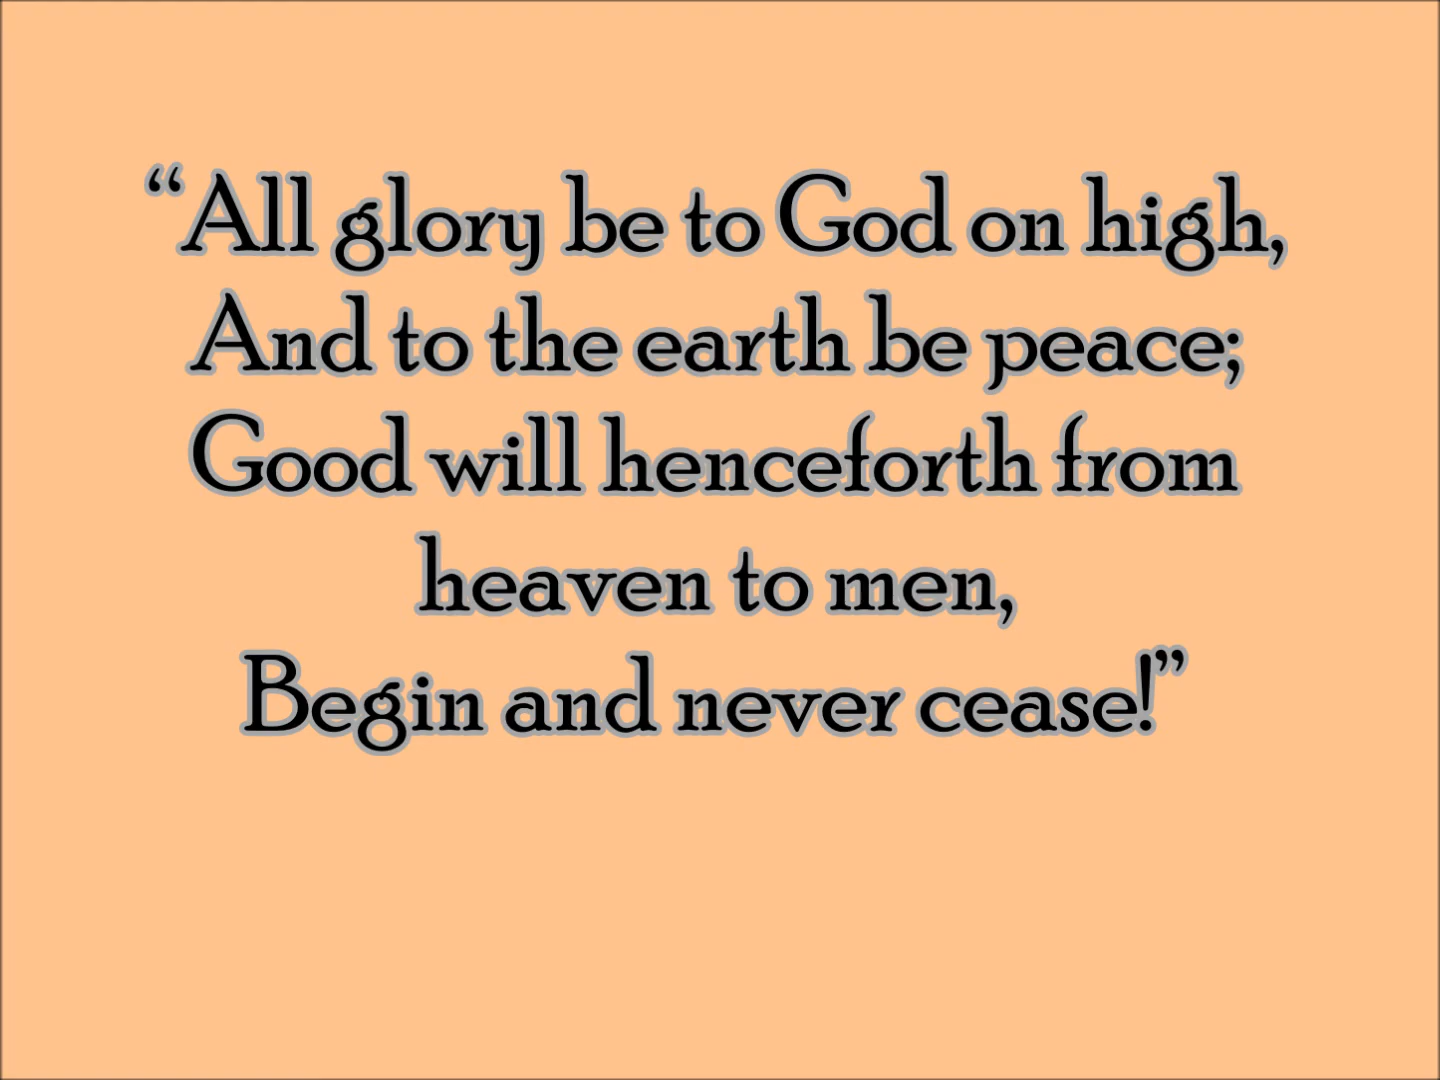 “All glory be to God on high,
And to the earth be peace;
Good will henceforth from
heaven to men,
Begin and never cease!”